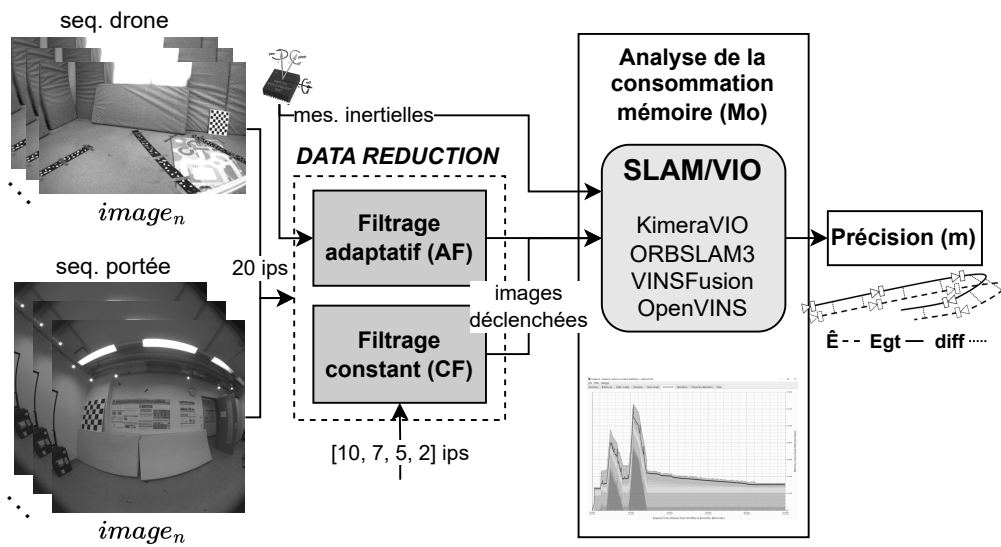 seq. drone
image_n
seq. portée
image_n
20 ips
mes. inertielles
DATA REDUCTION
Filtrage
adaptatif (AF)
Filtrage
constant (CF)
[10, 7, 5, 2] ips
images
déclenchées
Analyse de la
consommation
mémoire (Mo)
SLAM/VIO
KimeraVIO
ORBSLAM3
VINSFusion
OpenVINS
Précision (m)
Ê Egt diff